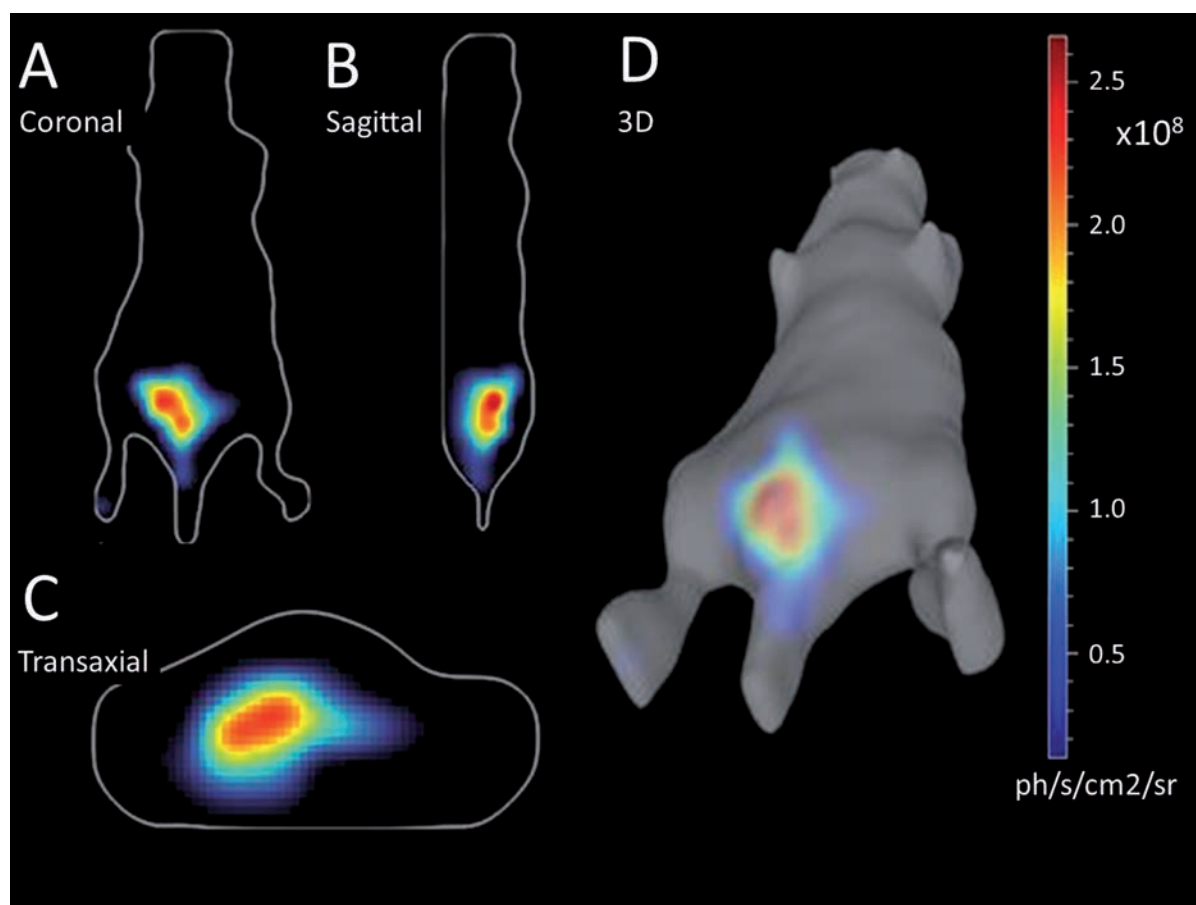 A
Coronal
B
Sagittal
D
3D
C
Transaxial
2.5
x10⁸
2.0
1.5
1.0
0.5
ph/s/cm2/sr